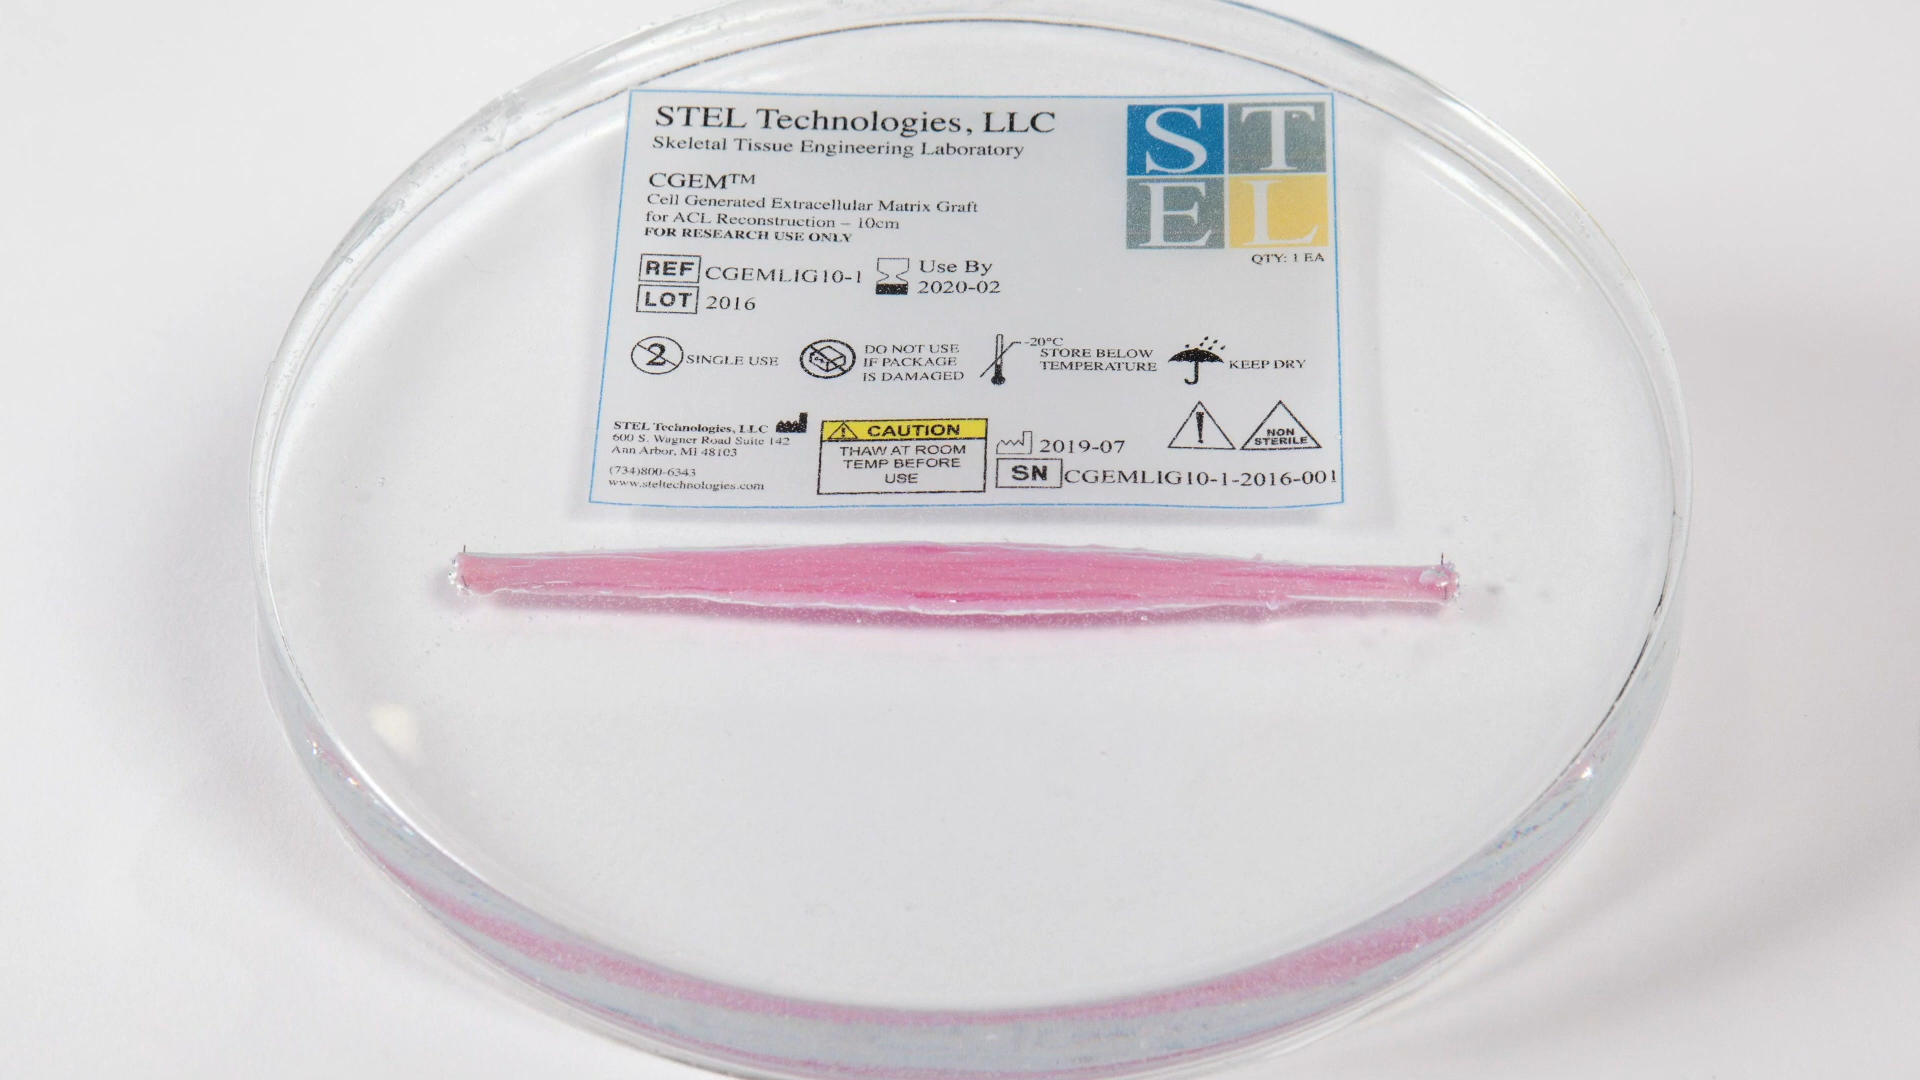 STEL Technologies, LLC
Skeletal Tissue Engineering Laboratory
S T
E L
QTY: 1 EA
CGEM™
Cell Generated Extracellular Matrix Graft
for ACL Reconstruction – 10cm
FOR RESEARCH USE ONLY
REF CGEMLIG10-1
LOT 2016
Use By
2020-02
2 SINGLE USE
DO NOT USE
IF PACKAGE
IS DAMAGED
-20°C
STORE BELOW
TEMPERATURE
KEEP DRY
STEL Technologies, LLC
600 S. Wagner Road Suite 142
Ann Arbor, MI 48103
(734)800-6343
www.steltechnologies.com
CAUTION
THAW AT ROOM
TEMP BEFORE
USE
2019-07
NON
STERILE
SN CGEMLIG10-1-2016-001